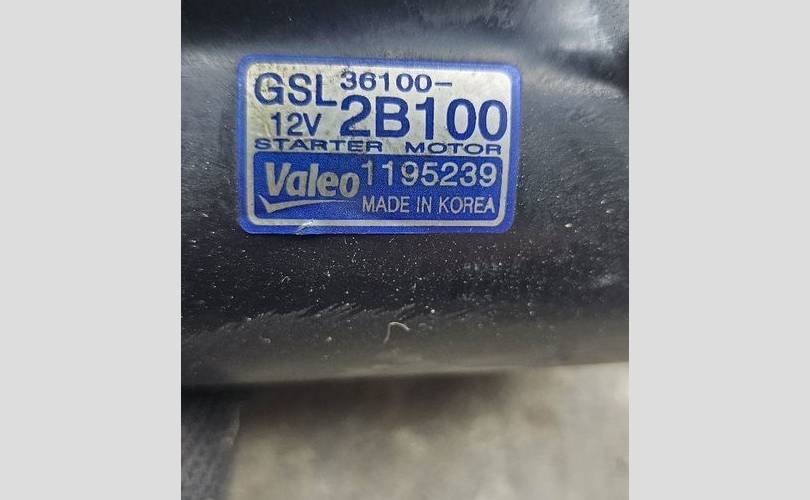 GSL 36100-
12V 2B100
STARTER MOTOR
Valeo 1195239
MADE IN KOREA